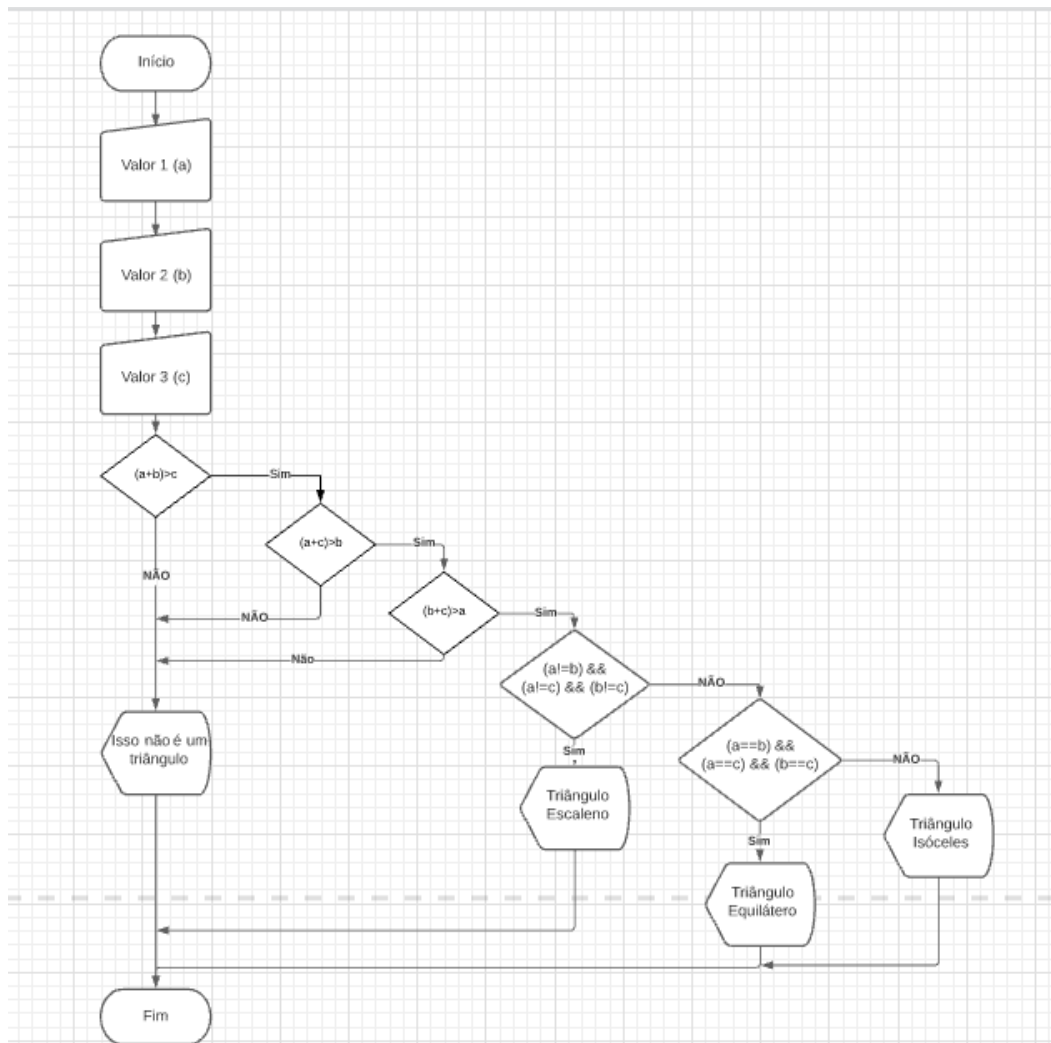 Início
Valor 1 (a)
Valor 2 (b)
Valor 3 (c)
(a+b)>c
Sim
(a+c)>b
Sim
NÃO
(b+c)>a
Sim
NÃO
Não
(a!=b) &&
(a!=c) && (b!=c)
NÃO
Isso não é um
triângulo
Sim
(a==b) &&
(a==c) && (b==c)
NÃO
Triângulo
Escaleno
Triângulo
Isóceles
Sim
Triângulo
Equilátero
Fim